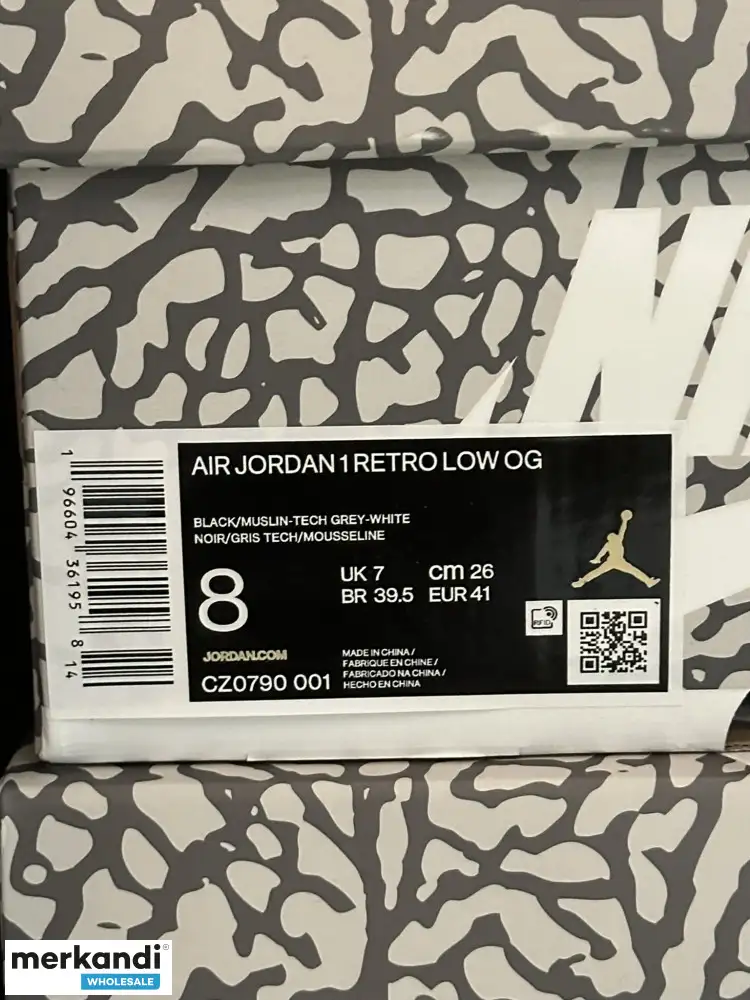 AIR JORDAN 1 RETRO LOW OG
BLACK/MUSLIN-TECH GREY-WHITE
NOIR/GRIS TECH/MOUSSELINE
8
UK 7 cm 26
BR 39.5 EUR 41
RFID
JORDAN.COM
CZ0790 001
MADE IN CHINA /
FABRIQUE EN CHINE /
FABRICADO NA CHINA /
HECHO EN CHINA
1 96604 36195 8 14
merkandi®
WHOLESALE